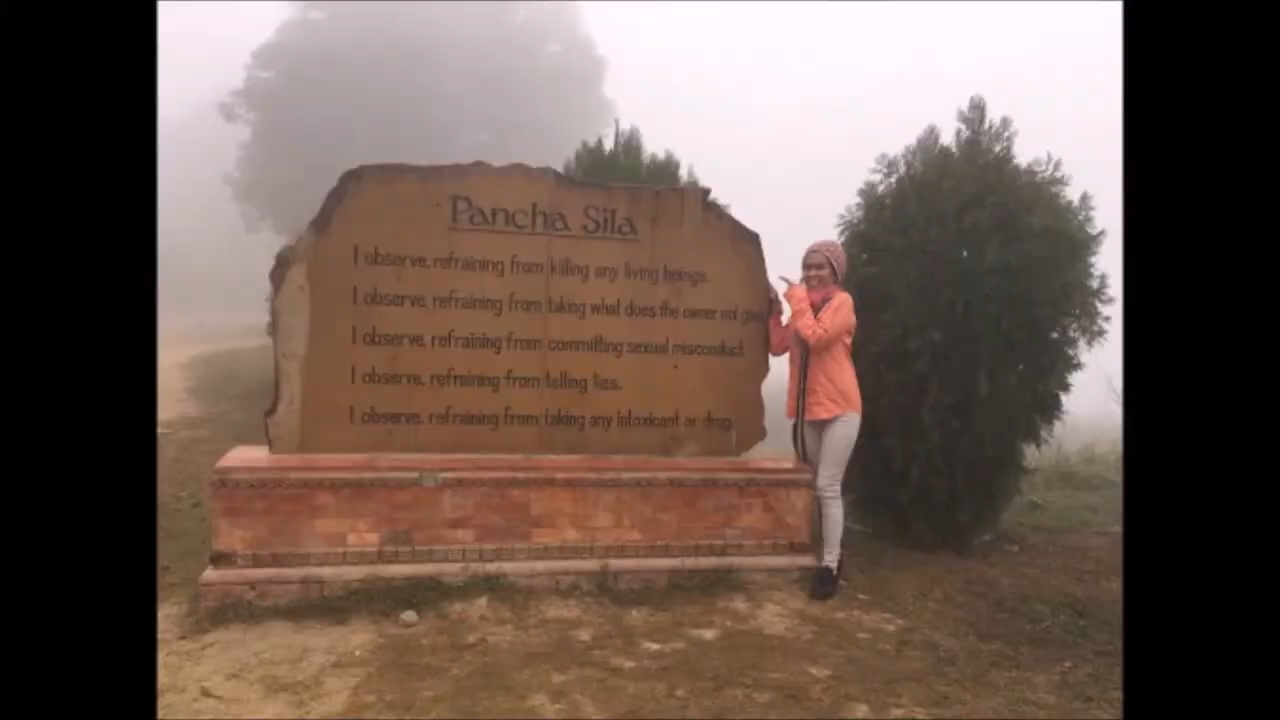 Pancha Sila
I observe, refraining from killing any living beings.
I observe, refraining from taking what does the owner not give
I observe, refraining from committing sexual misconduct.
I observe, refraining from telling lies.
I observe, refraining from taking any intoxicant or drug.